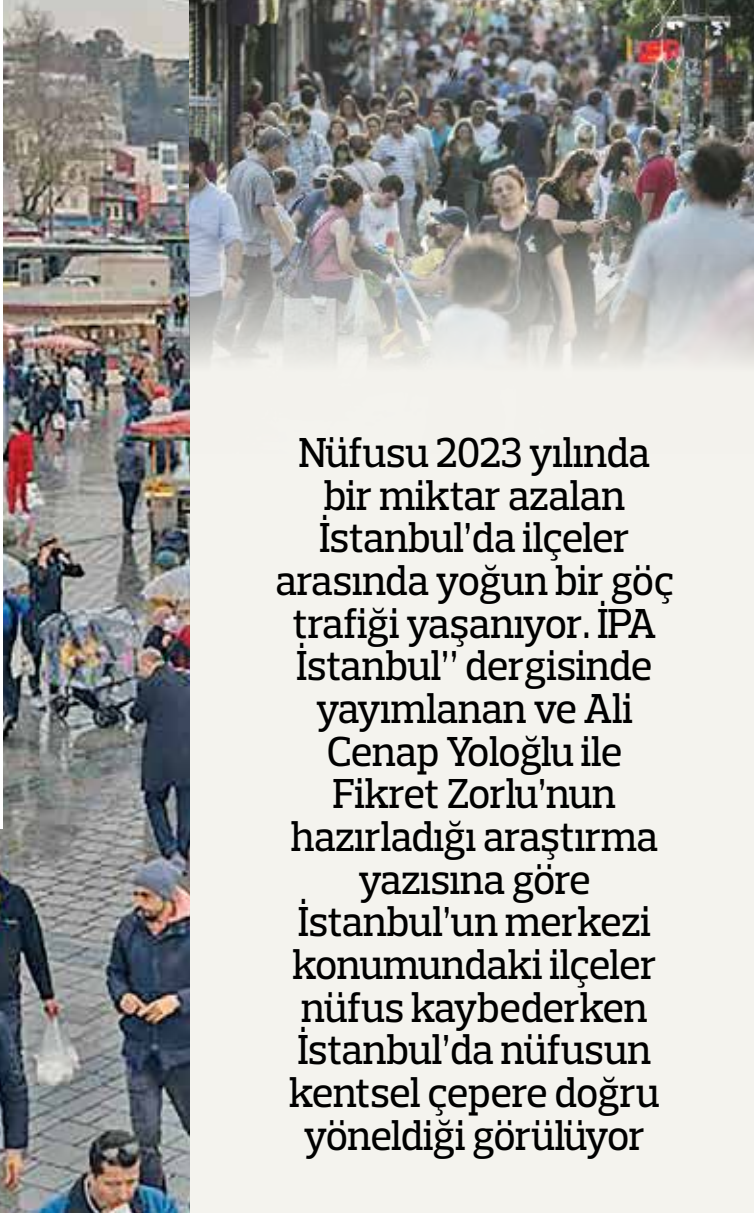 Nüfusu 2023 yılında
bir miktar azalan
İstanbul’da ilçeler
arasında yoğun bir göç
trafiği yaşanıyor. İPA
İstanbul’’ dergisinde
yayımlanan ve Ali
Cenap Yoloğlu ile
Fikret Zorlu’nun
hazırladığı araştırma
yazısına göre
İstanbul’un merkezi
konumundaki ilçeler
nüfus kaybederken
İstanbul’da nüfusun
kentsel çepere doğru
yöneldiği görülüyor